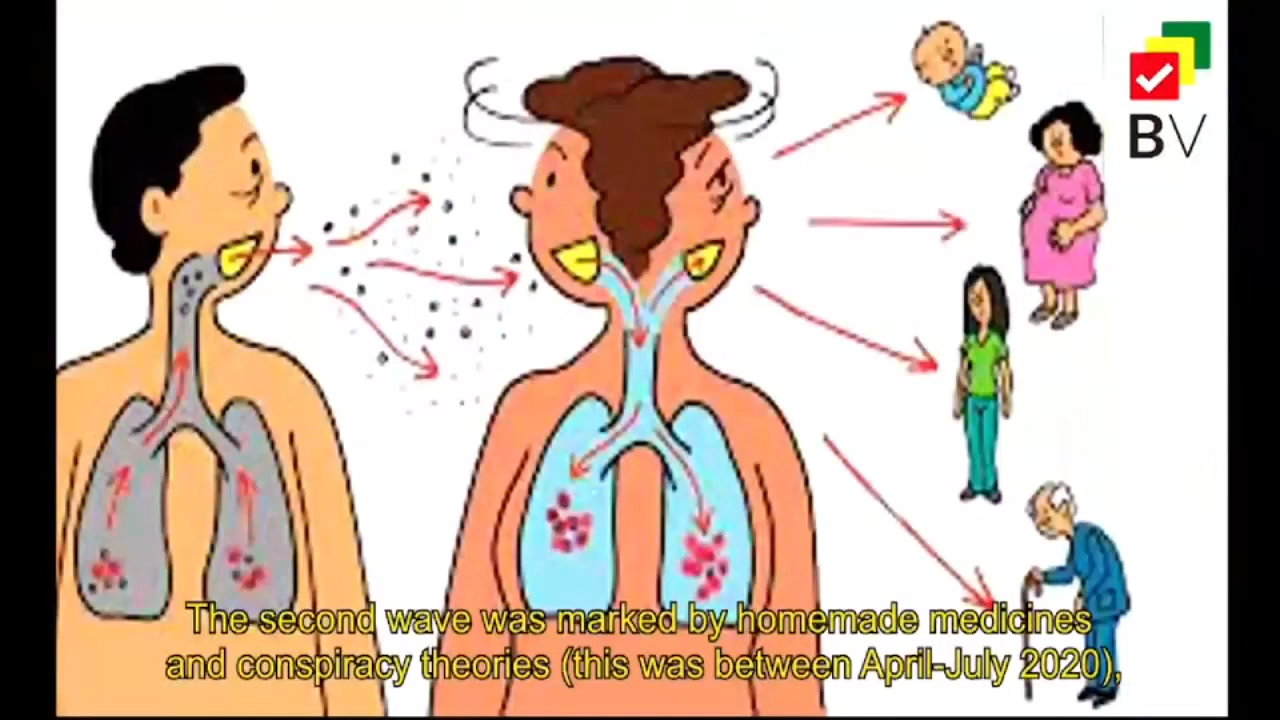 BV
The second wave was marked by homemade medicines
and conspiracy theories (this was between April-July 2020),